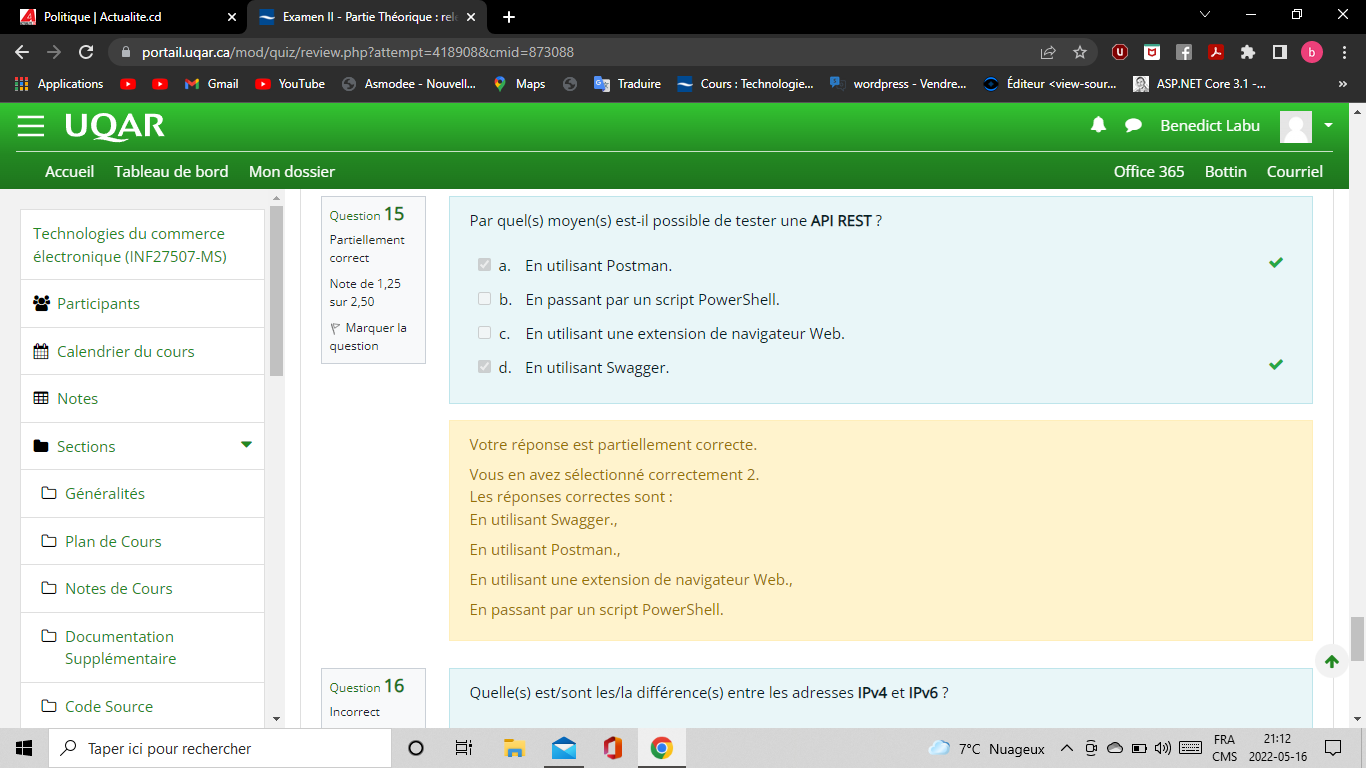 Politique | Actualite.cd
Examen II - Partie Théorique : rel
portail.uqar.ca/mod/quiz/review.php?attempt=418908&cmid=873088
b
Applications
Gmail
YouTube
Asmodee - Nouvell...
Maps
Traduire
Cours : Technologie...
wordpress - Vendre...
Éditeur <view-sour...
ASP.NET Core 3.1 -...
»
UQAR
Benedict Labu
Accueil Tableau de bord Mon dossier
Office 365 Bottin Courriel
Technologies du commerce
électronique (INF27507-MS)
Participants
Calendrier du cours
Notes
Sections
Généralités
Plan de Cours
Notes de Cours
Documentation
Supplémentaire
Code Source
Question 15
Partiellement
correct
Note de 1,25
sur 2,50
Marquer la
question
Par quel(s) moyen(s) est-il possible de tester une API REST ?
a. En utilisant Postman.
b. En passant par un script PowerShell.
c. En utilisant une extension de navigateur Web.
d. En utilisant Swagger.
Votre réponse est partiellement correcte.
Vous en avez sélectionné correctement 2.
Les réponses correctes sont :
En utilisant Swagger.,
En utilisant Postman.,
En utilisant une extension de navigateur Web.,
En passant par un script PowerShell.
Question 16
Incorrect
Quelle(s) est/sont les/la différence(s) entre les adresses IPv4 et IPv6 ?
Taper ici pour rechercher
7°C Nuageux
FRA
CMS
21:12
2022-05-16